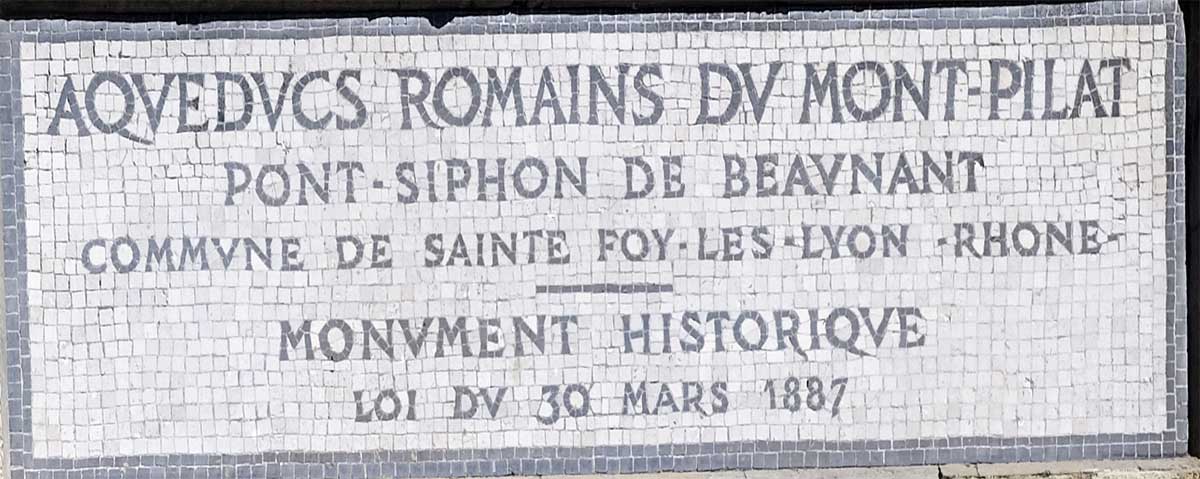 AQVEDVCS ROMAINS DV MONT-PILAT
PONT-SIPHON DE BEAVNANT
COMMVNE DE SAINTE FOY-LES-LYON -RHONE-
MONVMENT HISTORIQVE
LOI DV 30 MARS 1887